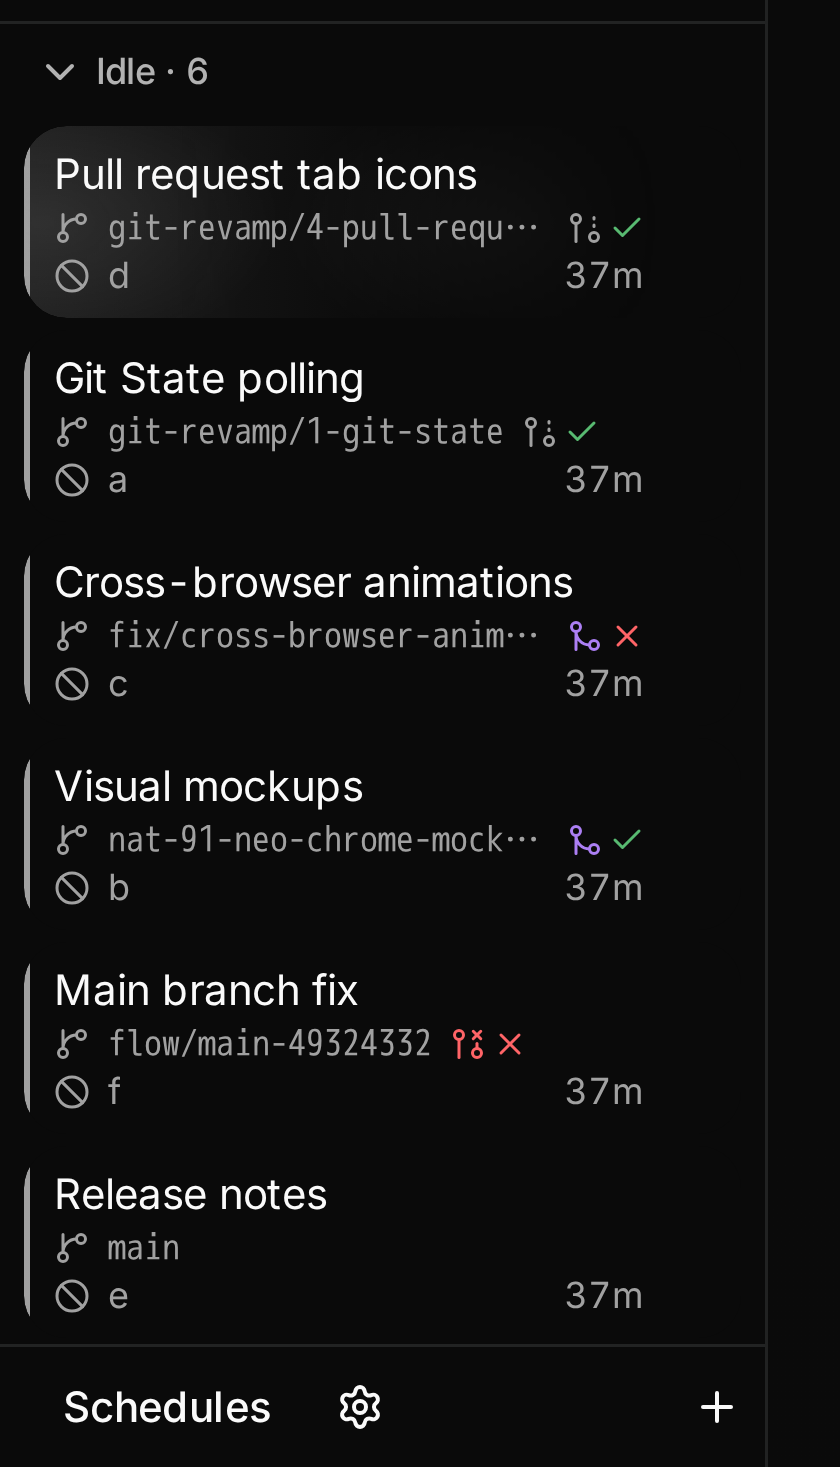 Idle · 6
Pull request tab icons
git-revamp/4-pull-requ···
d 37m
Git State polling
git-revamp/1-git-state
a 37m
Cross-browser animations
fix/cross-browser-anim···
c 37m
Visual mockups
nat-91-neo-chrome-mock···
b 37m
Main branch fix
flow/main-49324332
f 37m
Release notes
main
e 37m
Schedules